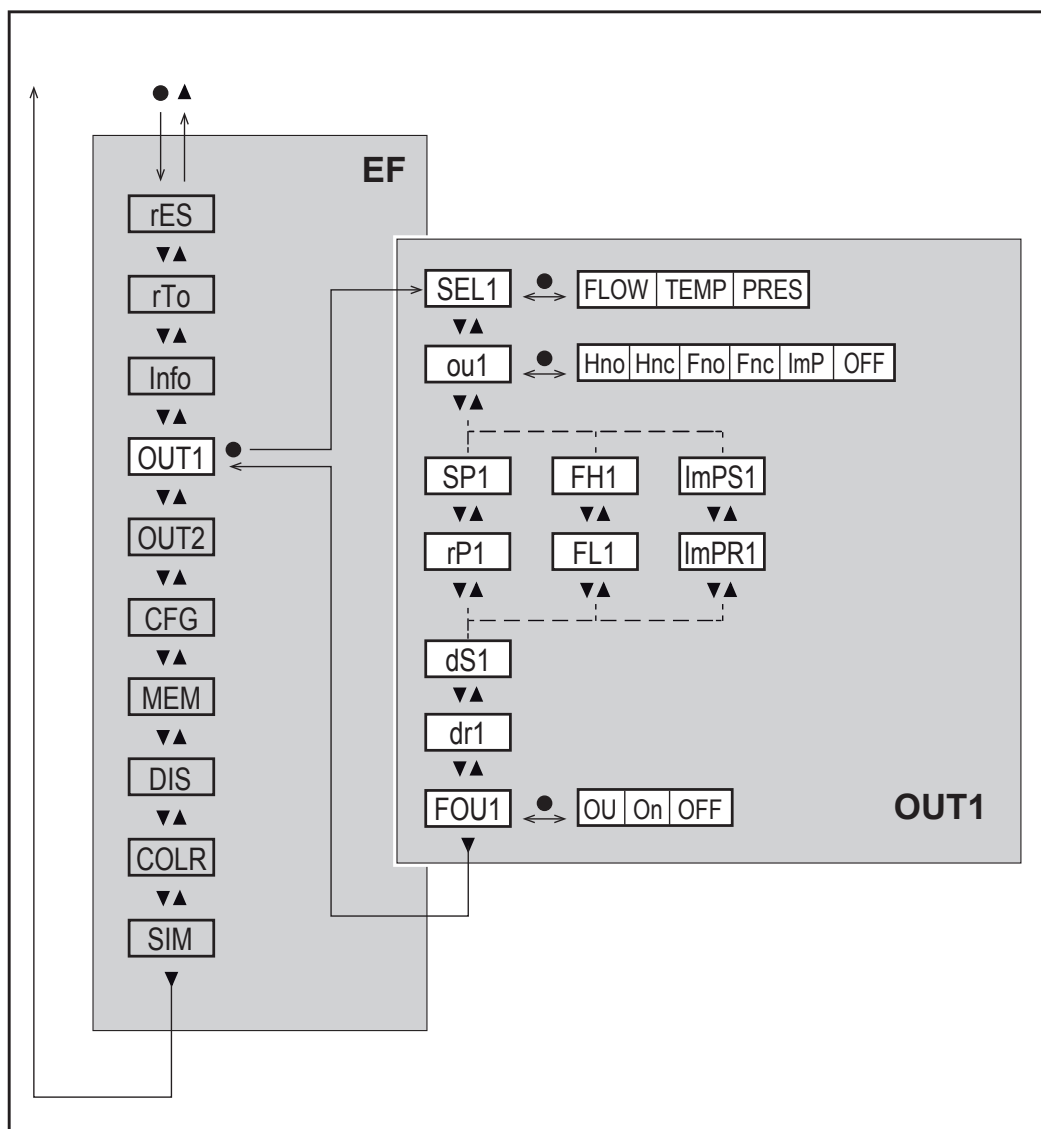 EF
rES
rTo
Info
OUT1
OUT2
CFG
MEM
DIS
COLR
SIM
SEL1 FLOW TEMP PRES
ou1 Hno Hnc Fno Fnc ImP OFF
SP1 FH1 ImPS1
rP1 FL1 ImPR1
dS1
dr1
FOU1 OU On OFF
OUT1